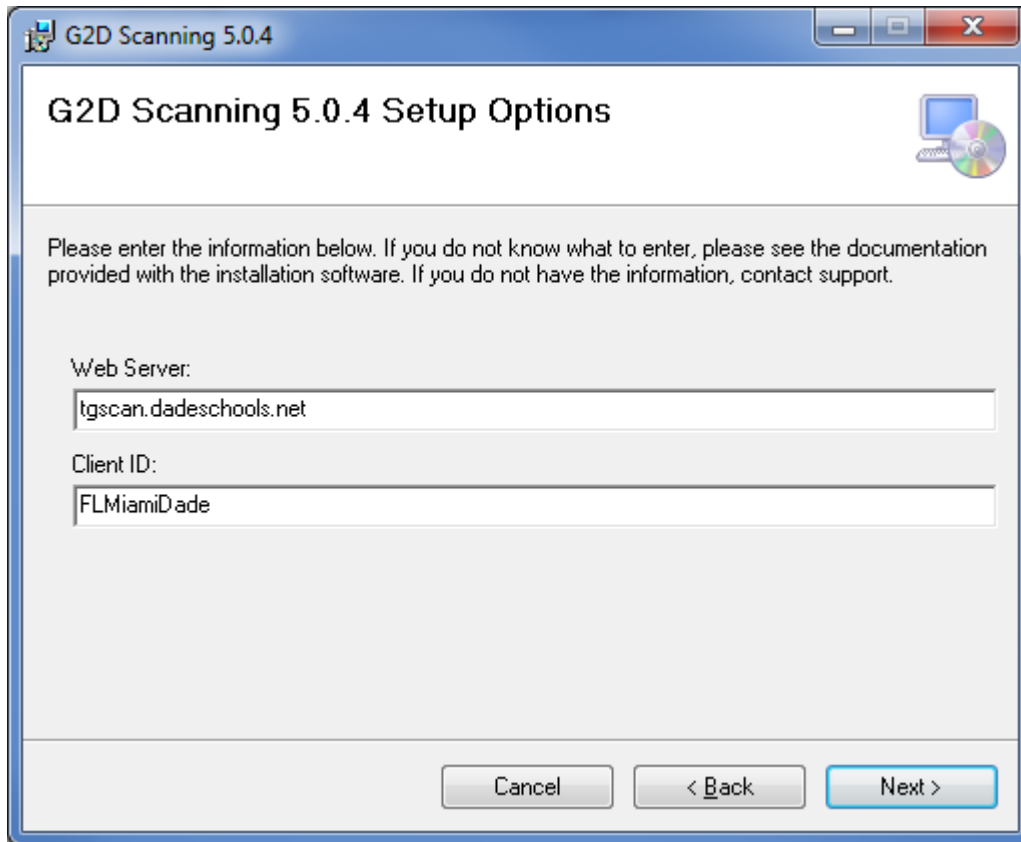 G2D Scanning 5.0.4
G2D Scanning 5.0.4 Setup Options
Please enter the information below. If you do not know what to enter, please see the documentation
provided with the installation software. If you do not have the information, contact support.
Web Server:
tgscan.dadeschools.net
Client ID:
FLMiamiDade
Cancel
< Back
Next >